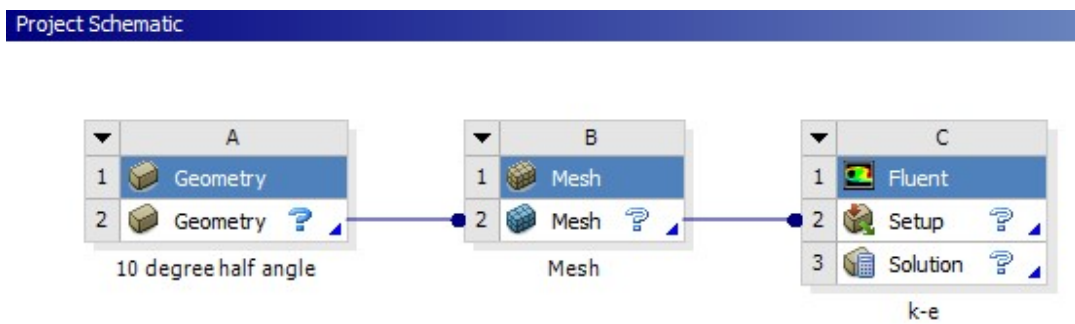 Project Schematic
A
1 Geometry
2 Geometry ?
10 degree half angle
B
1 Mesh
2 Mesh ?
Mesh
C
1 Fluent
2 Setup ?
3 Solution ?
k-e